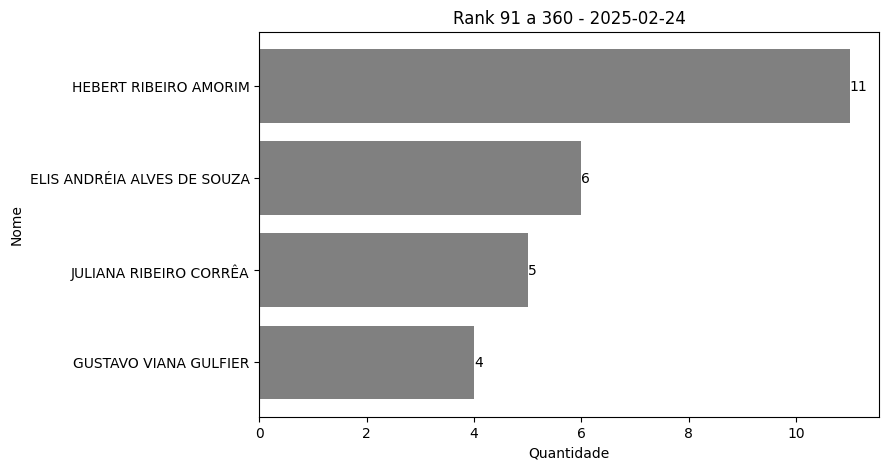 Rank 91 a 360 - 2025-02-24
HEBERT RIBEIRO AMORIM
11
ELIS ANDRÉIA ALVES DE SOUZA
6
JULIANA RIBEIRO CORRÊA
5
GUSTAVO VIANA GULFIER
4
Nome
0 2 4 6 8 10
Quantidade